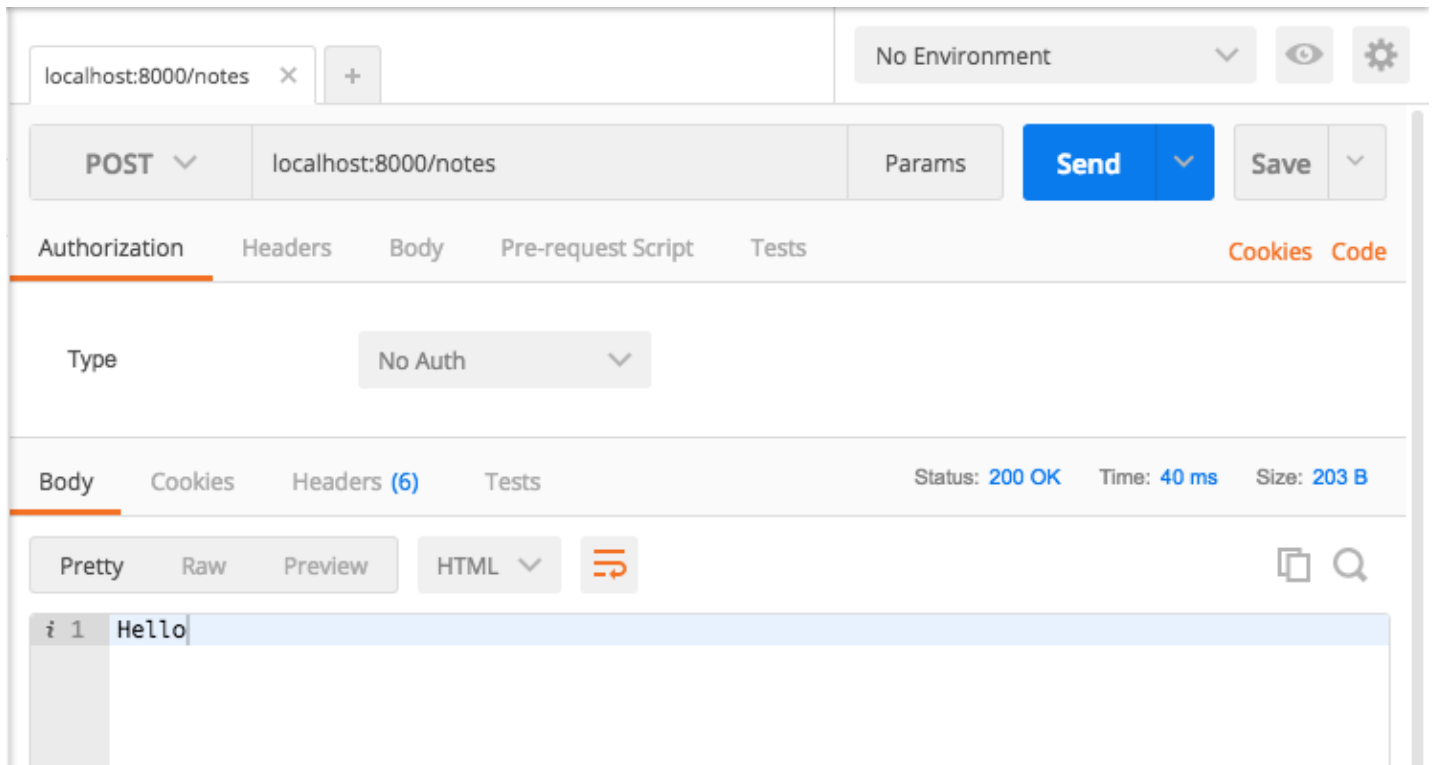 localhost:8000/notes
No Environment
POST localhost:8000/notes Params Send Save
Authorization Headers Body Pre-request Script Tests Cookies Code
Type No Auth
Body Cookies Headers (6) Tests Status: 200 OK Time: 40 ms Size: 203 B
Pretty Raw Preview HTML
i 1 Hello